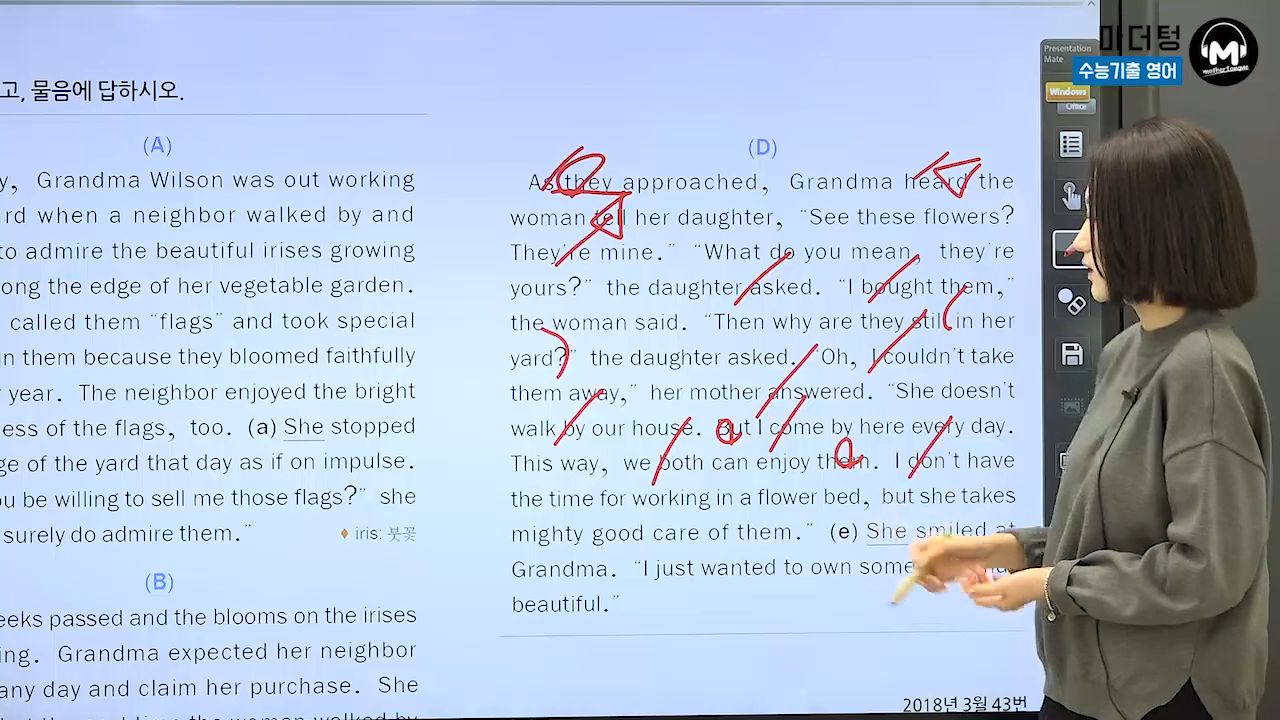 고, 물음에 답하시오.
(A)
y, Grandma Wilson was out working
rd when a neighbor walked by and
to admire the beautiful irises growing
ong the edge of her vegetable garden.
called them “flags” and took special
in them because they bloomed faithfully
year. The neighbor enjoyed the bright
ess of the flags, too. (a) She stopped
ge of the yard that day as if on impulse.
ou be willing to sell me those flags?” she
surely do admire them.”
♦ iris: 붓꽃
(B)
eeks passed and the blooms on the irises
ing. Grandma expected her neighbor
any day and claim her purchase. She
the woman walked by
(D)
As they approached, Grandma heard the
woman tell her daughter, “See these flowers?
They’re mine.” “What do you mean, they’re
yours?” the daughter asked. “I bought them,”
the woman said. “Then why are they still in her
yard?” the daughter asked. “Oh, I couldn’t take
them away,” her mother answered. “She doesn’t
walk by our house. But I come by here every day.
This way, we both can enjoy them. I don’t have
the time for working in a flower bed, but she takes
mighty good care of them.” (e) She smiled at
Grandma. “I just wanted to own some
beautiful.”
2018년 3월 43번
Presentation
Mate
Windows
Office
마더텅
수능기출 영어
M
mother tongue